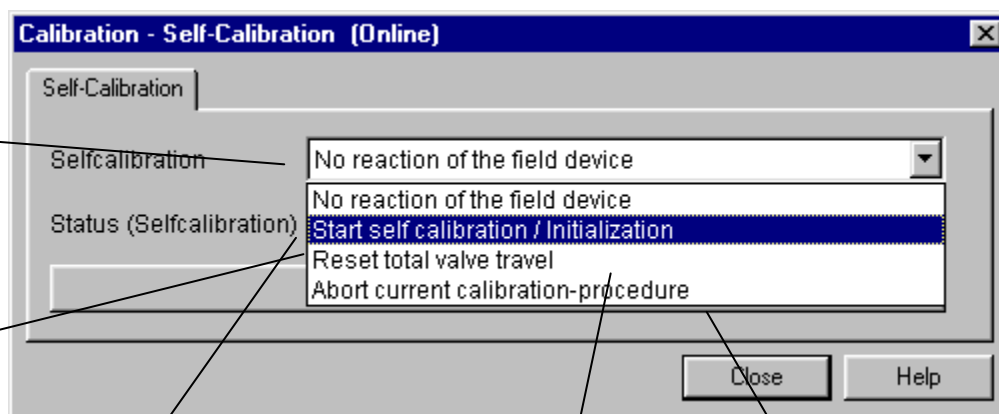 Calibration - Self-Calibration (Online)
Self-Calibration
Selfcalibration
No reaction of the field device
No reaction of the field device
Status (Selfcalibration)
Start self calibration / Initialization
Reset total valve travel
Abort current calibration-procedure
Close
Help